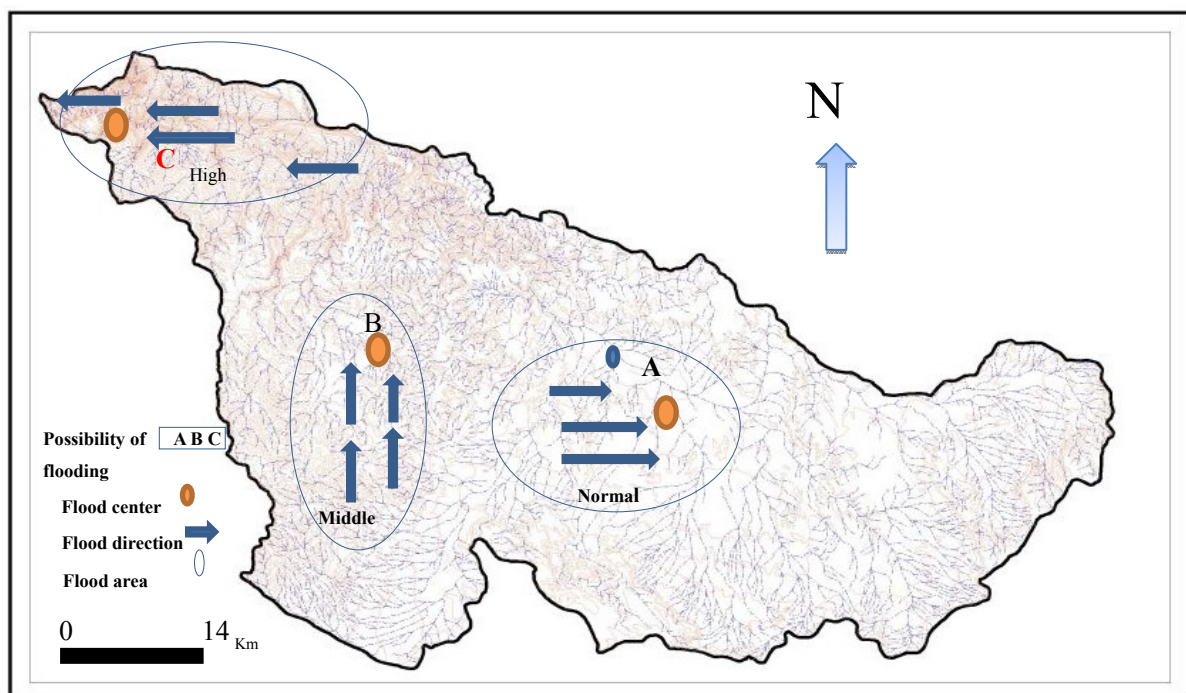 N
C
High
B
A
Possibility of A B C
flooding
Normal
Middle
Flood center
Flood direction
Flood area
0 14 Km